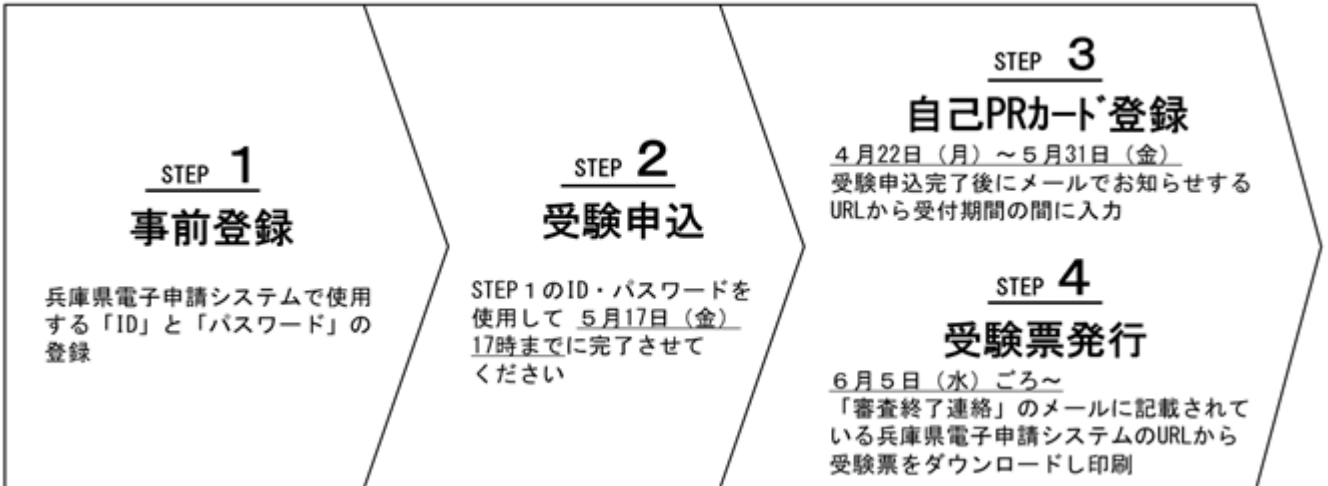 STEP 1
事前登録
兵庫県電子申請システムで使用
する「ID」と「パスワード」の
登録
STEP 2
受験申込
STEP１のID・パスワードを
使用して ５月17日（金）
17時までに完了させて
ください
STEP 3
自己PRｶｰﾄﾞ登録
４月22日（月）～５月31日（金）
受験申込完了後にメールでお知らせする
URLから受付期間の間に入力
STEP 4
受験票発行
６月５日（水）ごろ～
「審査終了連絡」のメールに記載されて
いる兵庫県電子申請システムのURLから
受験票をダウンロードし印刷